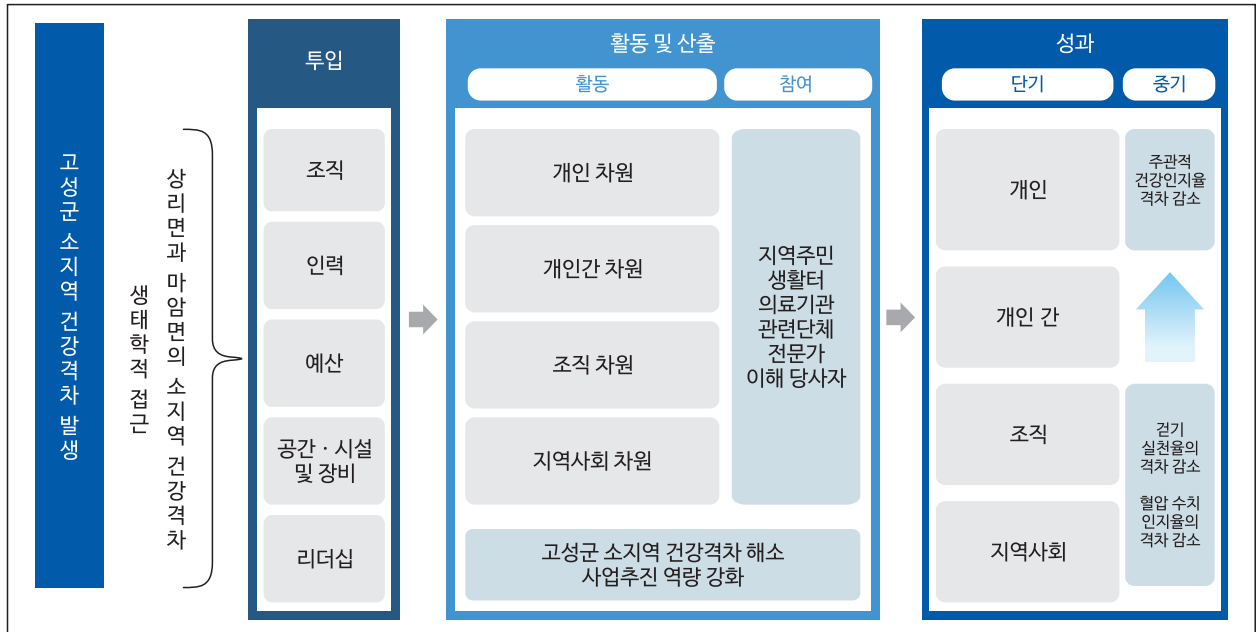 고성군 소지역 건강격차 발생
상리면과 마암면의 소지역 건강격차
생태학적 접근
투입
조직
인력
예산
공간 · 시설
및 장비
리더십
활동 및 산출
활동
참여
개인 차원
개인간 차원
조직 차원
지역사회 차원
지역주민
생활터
의료기관
관련단체
전문가
이해 당사자
고성군 소지역 건강격차 해소
사업추진 역량 강화
성과
단기
중기
개인
개인 간
조직
지역사회
주관적
건강인지율
격차 감소
걷기
실천율의
격차 감소
혈압 수치
인지율의
격차 감소